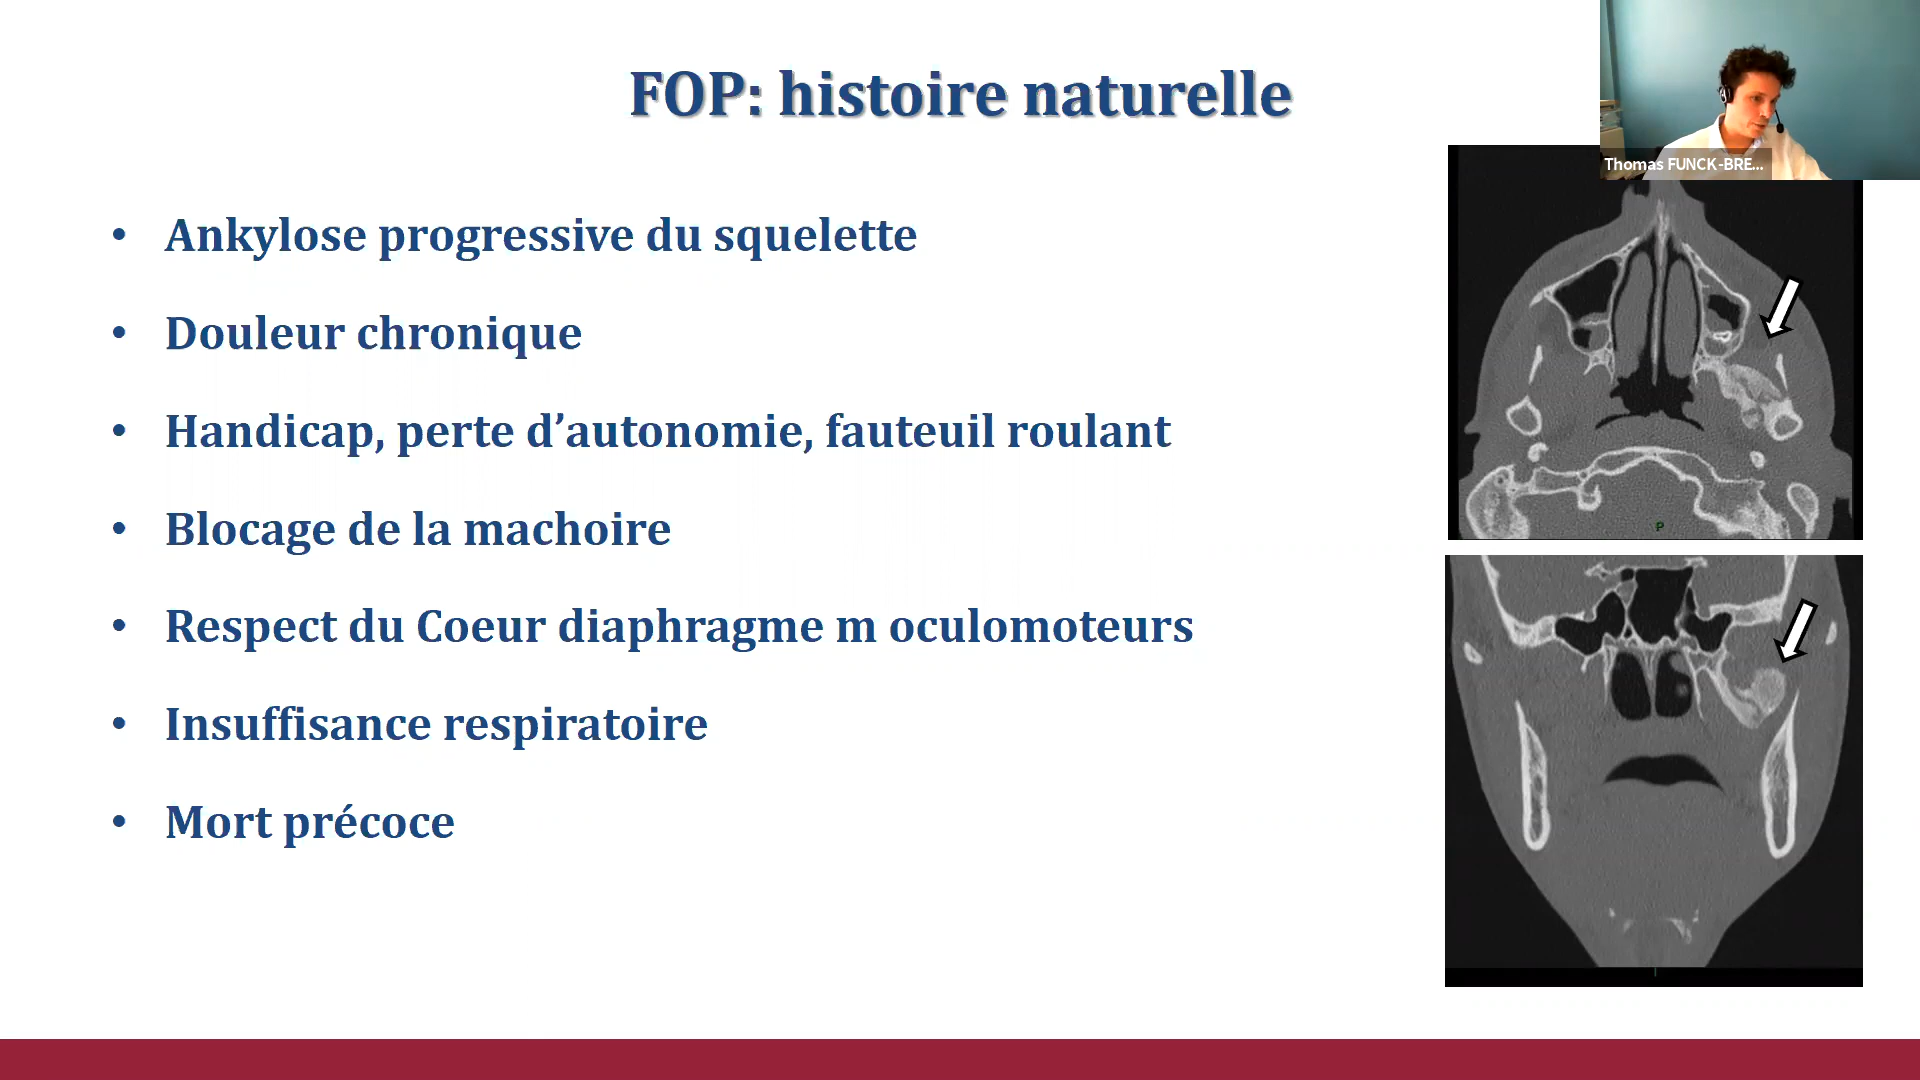 FOP: histoire naturelle
Thomas FUNCK-BRE...
• Ankylose progressive du squelette
• Douleur chronique
• Handicap, perte d’autonomie, fauteuil roulant
• Blocage de la machoire
• Respect du Coeur diaphragme m oculomoteurs
• Insuffisance respiratoire
• Mort précoce
P